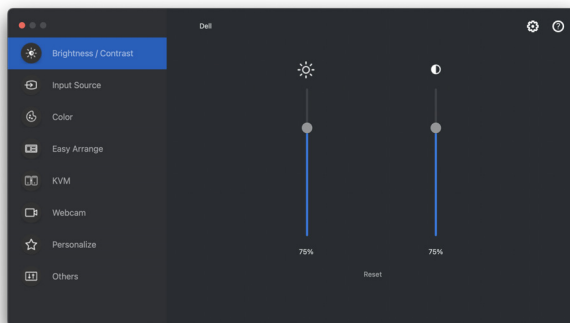 Dell
Brightness / Contrast
Input Source
Color
Easy Arrange
KVM
Webcam
Personalize
Others
75%
75%
Reset